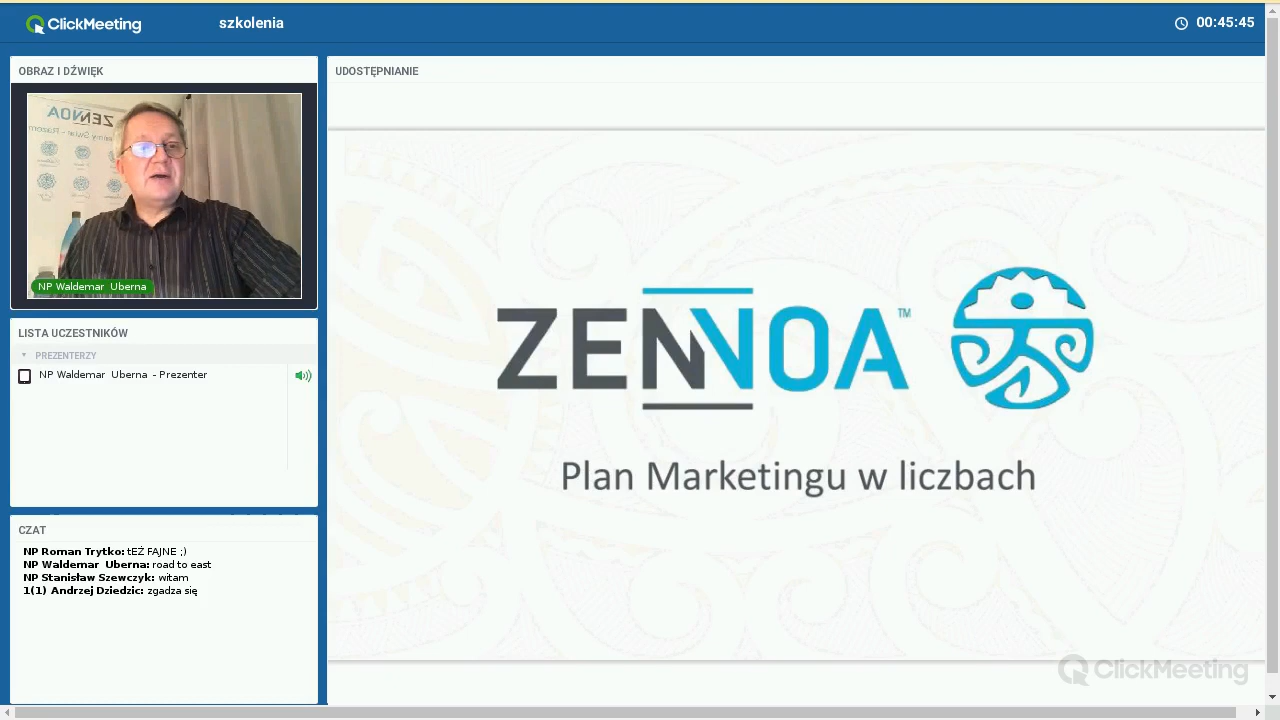 ClickMeeting
szkolenia
00:45:45
OBRAZ I DŹWIĘK
NP Waldemar Uberna
LISTA UCZESTNIKÓW
PREZENTERZY
NP Waldemar Uberna - Prezenter
CZAT
NP Roman Trytko: tEŻ FAJNE ;)
NP Waldemar Uberna: road to east
NP Stanisław Szewczyk: witam
1(1) Andrzej Dziedzic: zgadza się
UDOSTĘPNIANIE
ZENNOA™
Plan Marketingu w liczbach
ClickMeeting